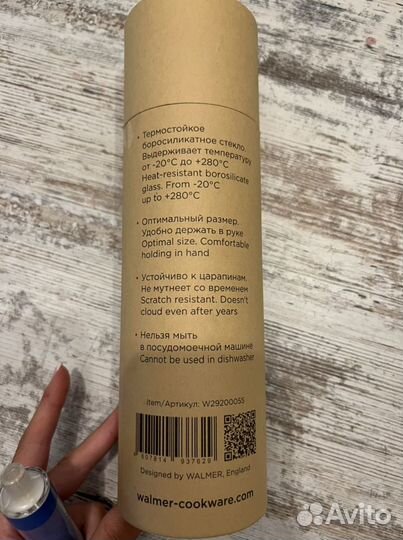 • Термостойкое
боросиликатное стекло.
Выдерживает температуру
от -20°C до +280°C
Heat-resistant borosilicate
glass. From -20°C
up to +280°C
• Оптимальный размер.
Удобно держать в руке
Optimal size. Comfortable
holding in hand
• Устойчиво к царапинам.
Не мутнеет со временем
Scratch resistant. Doesn't
cloud even after years
• Нельзя мыть
в посудомоечной машине
Cannot be used in dishwasher
item/Артикул: W29200055
4 607814 937629
Designed by WALMER, England
walmer-cookware.com
Avito